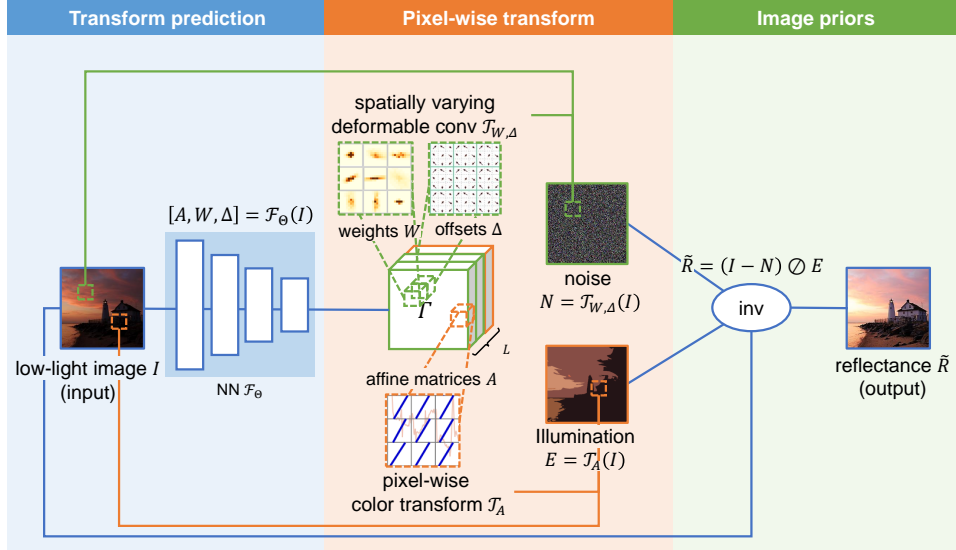 Transform prediction
Pixel-wise transform
Image priors
spatially varying
deformable conv 𝒯_{W,Δ}
[A, W, Δ] = ℱ_Θ(I)
weights W
offsets Δ
Γ
L
noise
N = 𝒯_{W,Δ}(I)
R̃ = (I − N) ⊘ E
inv
low-light image I
(input)
NN ℱ_Θ
affine matrices A
pixel-wise
color transform 𝒯_A
Illumination
E = 𝒯_A(I)
reflectance R̃
(output)